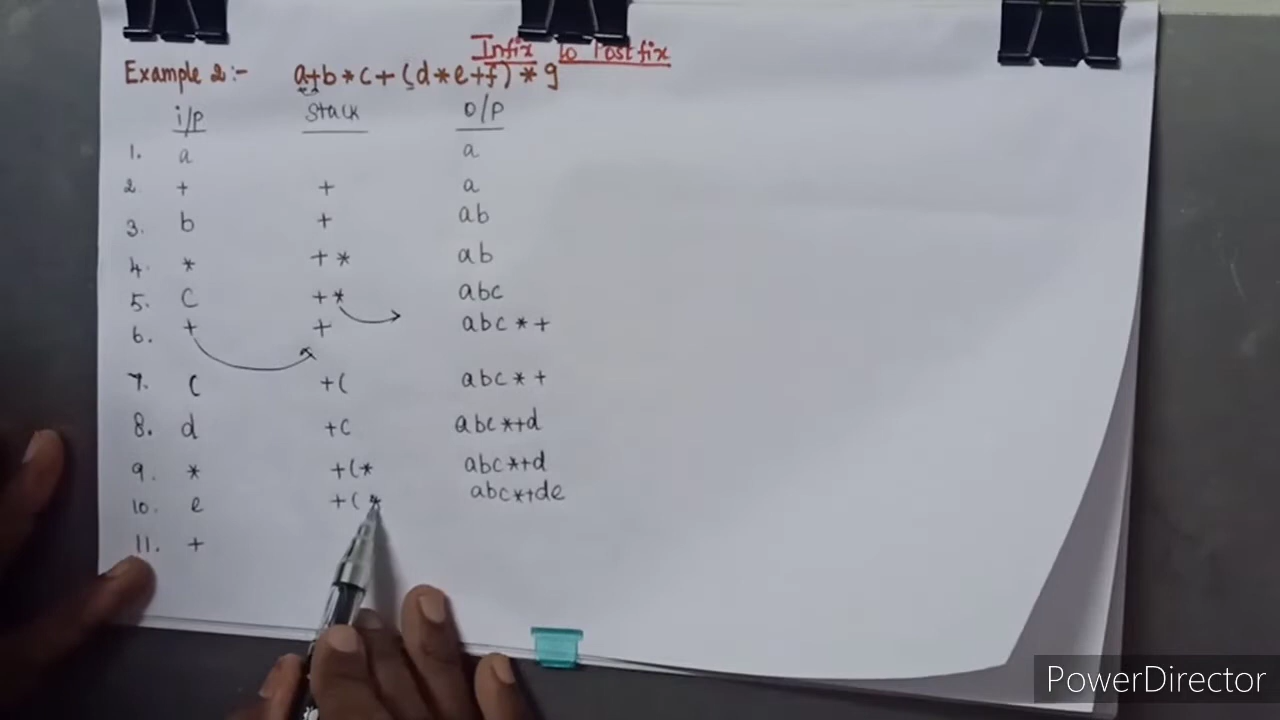 Infix to Postfix
Example 2:- a+b*c+(d*e+f)*g
i/p Stack O/P
1. a a
2 + + a
3. b + ab
4. * +* ab
5. c +* abc
6. + + abc*+
7. ( +( abc*+
8. d +( abc*+d
9. * +(* abc*+d
10. e +(* abc*+de
11. +
PowerDirector